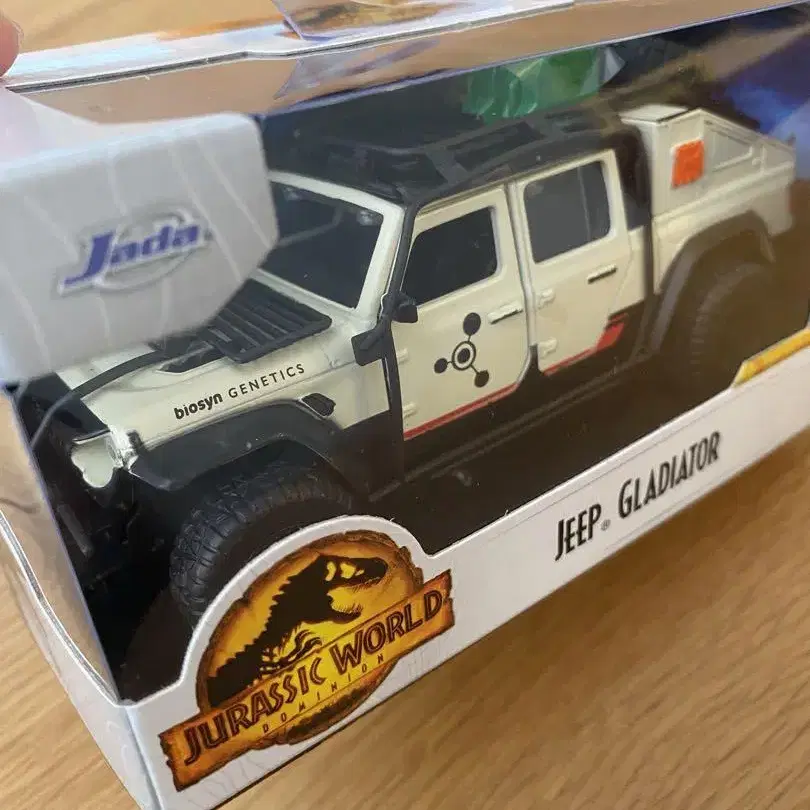 Jada
biosyn GENETICS
JEEP® GLADIATOR
JURASSIC WORLD
DOMINION